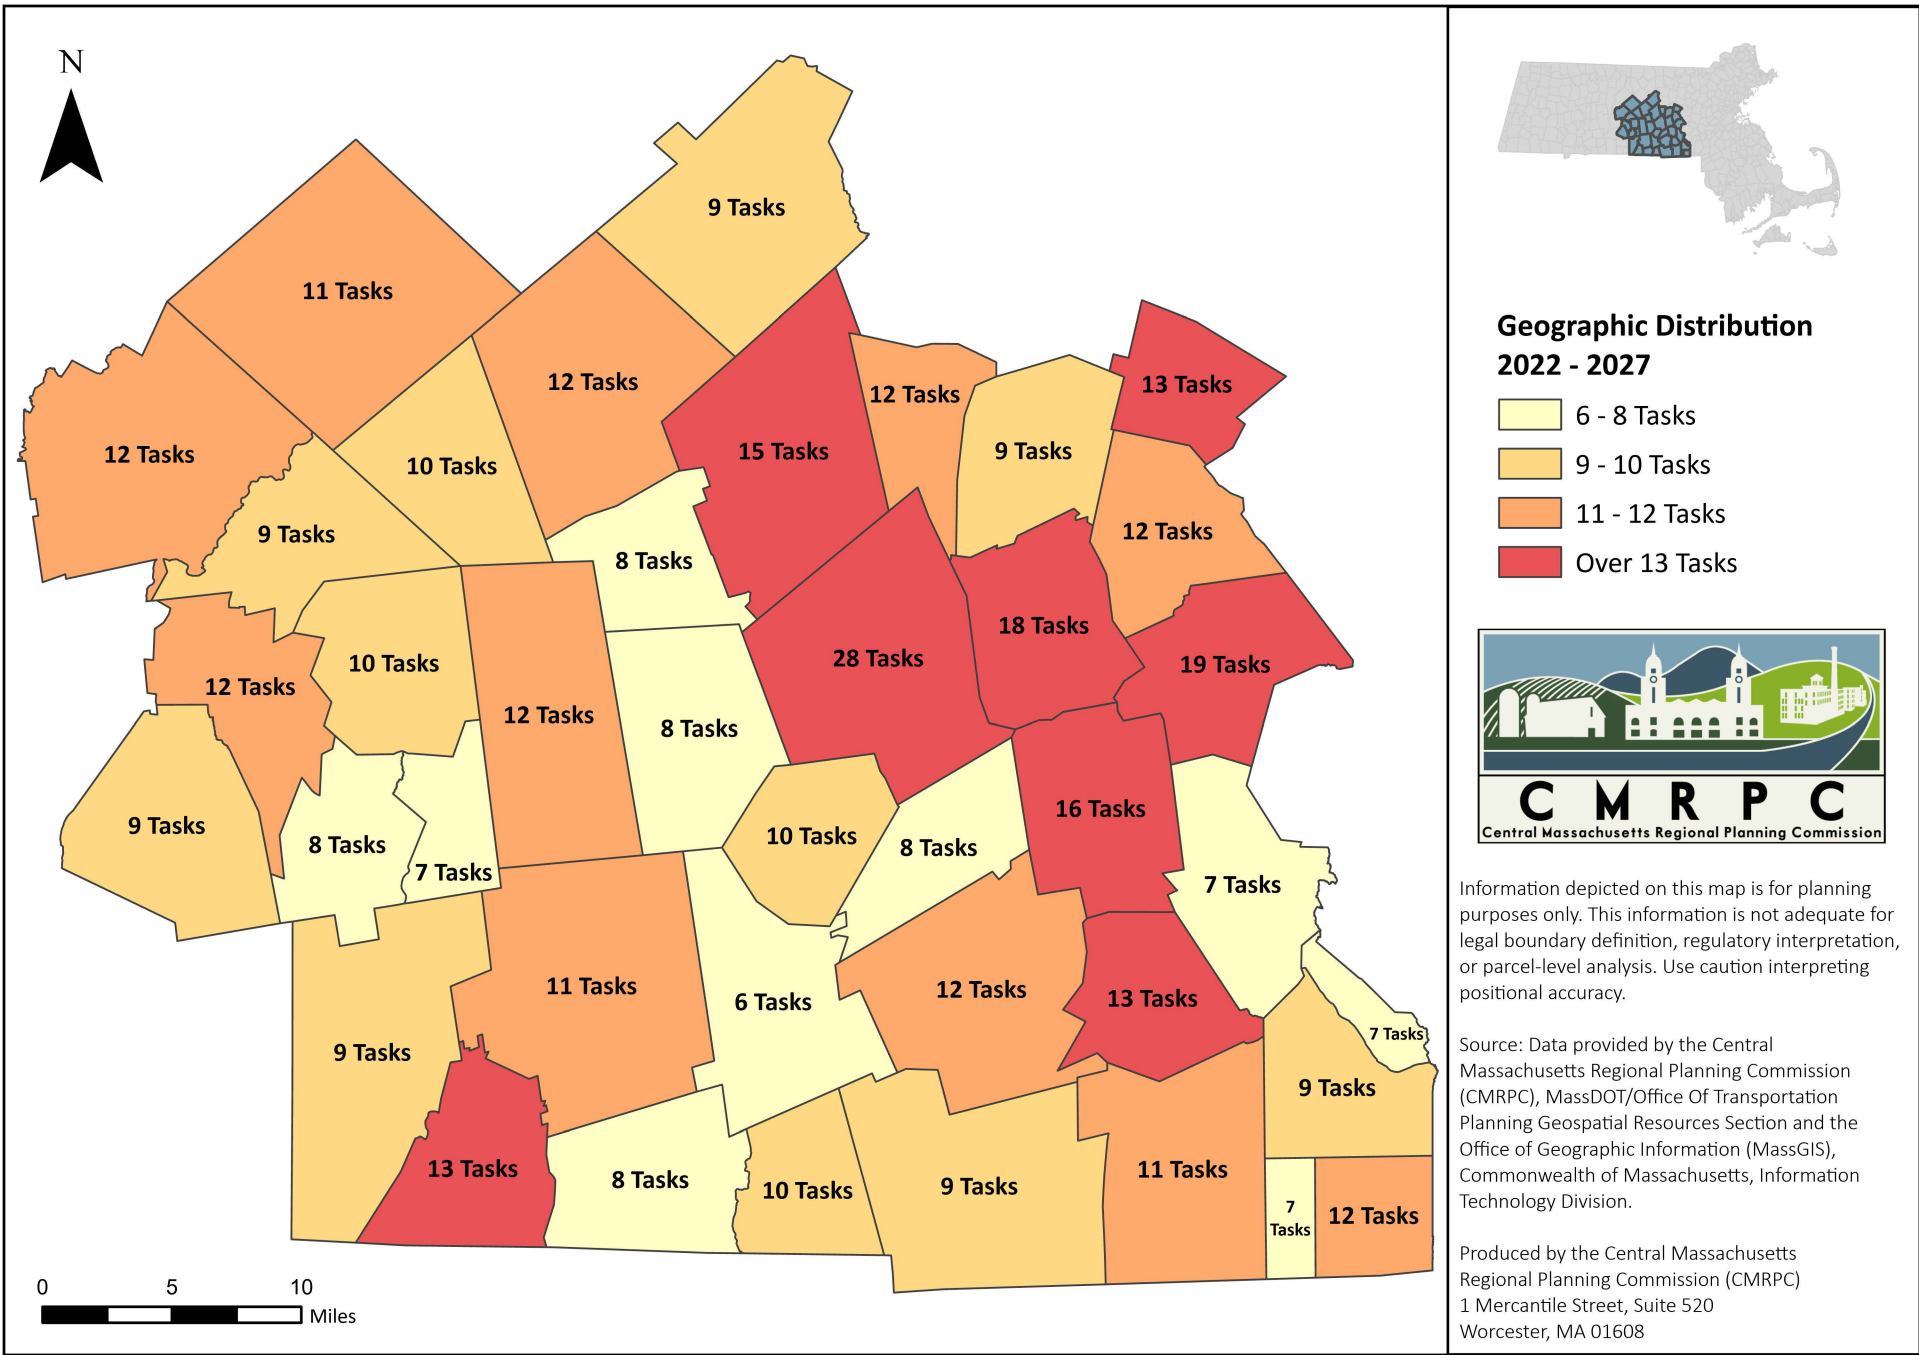 N
9 Tasks
11 Tasks
12 Tasks
12 Tasks
13 Tasks
12 Tasks
15 Tasks
9 Tasks
12 Tasks
10 Tasks
9 Tasks
12 Tasks
8 Tasks
18 Tasks
28 Tasks
19 Tasks
10 Tasks
12 Tasks
12 Tasks
8 Tasks
16 Tasks
9 Tasks
10 Tasks
8 Tasks
8 Tasks
7 Tasks
7 Tasks
11 Tasks
12 Tasks
13 Tasks
6 Tasks
7 Tasks
9 Tasks
9 Tasks
13 Tasks
11 Tasks
8 Tasks
9 Tasks
10 Tasks
7
Tasks
12 Tasks
0 5 10
Miles
Geographic Distribution
2022 - 2027
6 - 8 Tasks
9 - 10 Tasks
11 - 12 Tasks
Over 13 Tasks
C M R P C
Central Massachusetts Regional Planning Commission
Information depicted on this map is for planning
purposes only. This information is not adequate for
legal boundary definition, regulatory interpretation,
or parcel-level analysis. Use caution interpreting
positional accuracy.
Source: Data provided by the Central
Massachusetts Regional Planning Commission
(CMRPC), MassDOT/Office Of Transportation
Planning Geospatial Resources Section and the
Office of Geographic Information (MassGIS),
Commonwealth of Massachusetts, Information
Technology Division.
Produced by the Central Massachusetts
Regional Planning Commission (CMRPC)
1 Mercantile Street, Suite 520
Worcester, MA 01608